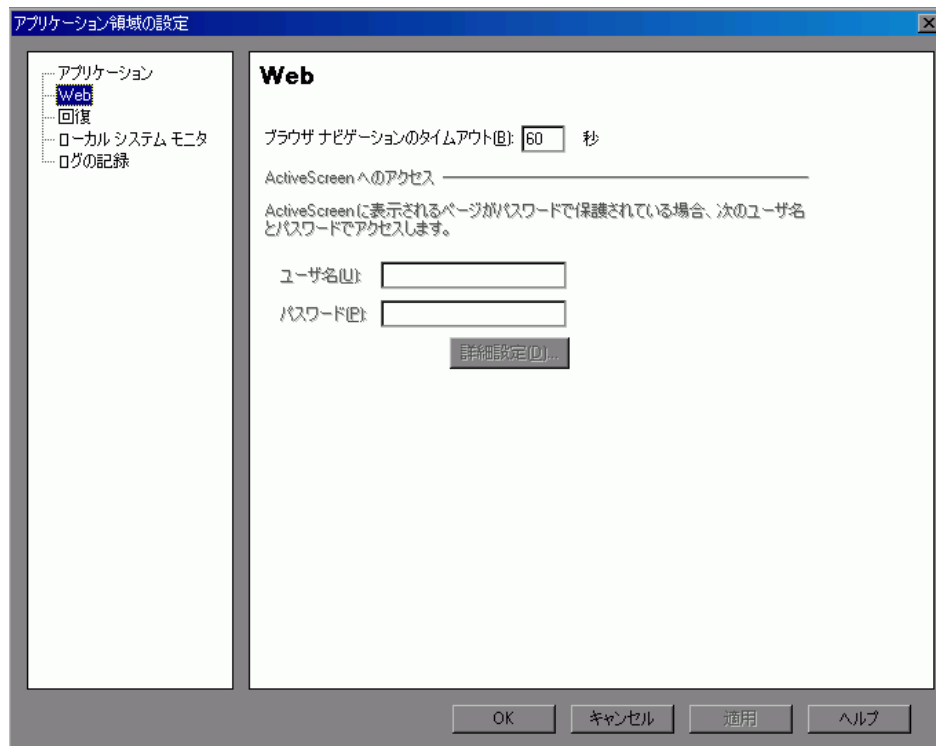 アプリケーション領域の設定
アプリケーション
Web
回復
ローカル システム モニタ
ログの記録
Web
ブラウザ ナビゲーションのタイムアウト(B): 60 秒
ActiveScreen へのアクセス
ActiveScreen に表示されるページがパスワードで保護されている場合、次のユーザ名
とパスワードでアクセスします。
ユーザ名(U):
パスワード(P):
詳細設定(D)...
OK キャンセル 適用 ヘルプ